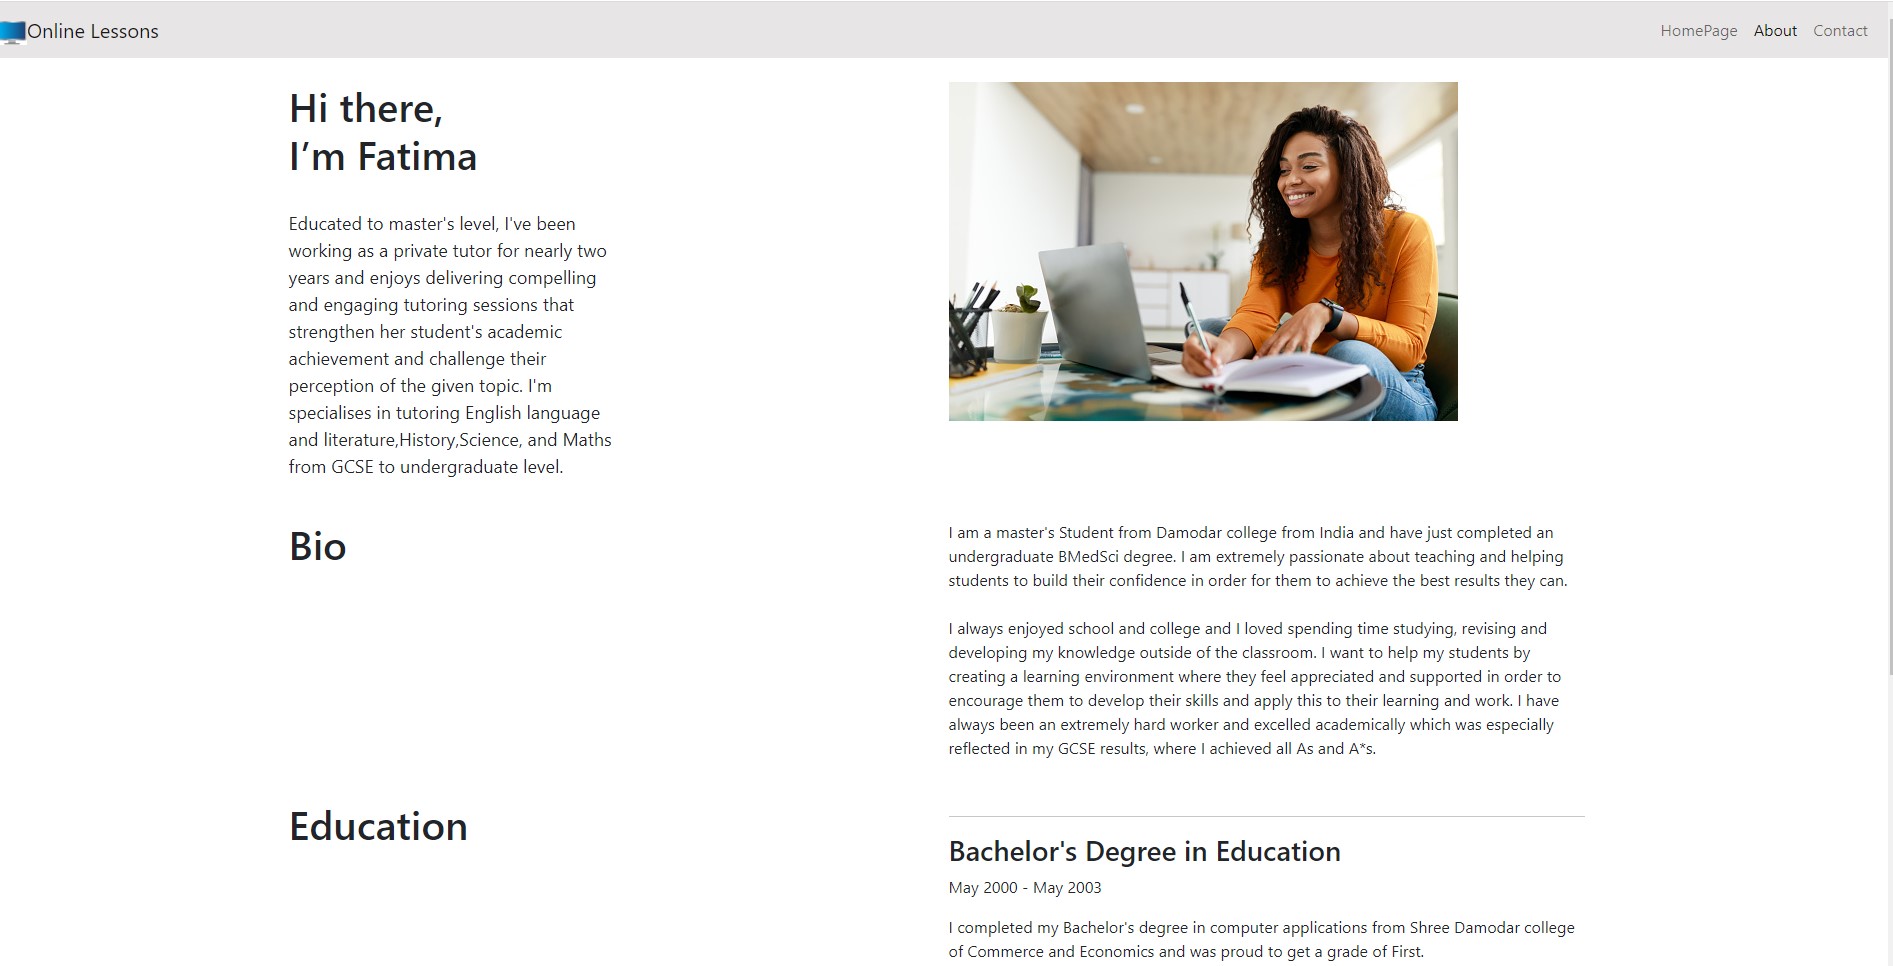 Online Lessons
HomePage About Contact
Hi there,
I’m Fatima
Educated to master's level, I've been
working as a private tutor for nearly two
years and enjoys delivering compelling
and engaging tutoring sessions that
strengthen her student's academic
achievement and challenge their
perception of the given topic. I'm
specialises in tutoring English language
and literature,History,Science, and Maths
from GCSE to undergraduate level.
Bio
I am a master's Student from Damodar college from India and have just completed an
undergraduate BMedSci degree. I am extremely passionate about teaching and helping
students to build their confidence in order for them to achieve the best results they can.
I always enjoyed school and college and I loved spending time studying, revising and
developing my knowledge outside of the classroom. I want to help my students by
creating a learning environment where they feel appreciated and supported in order to
encourage them to develop their skills and apply this to their learning and work. I have
always been an extremely hard worker and excelled academically which was especially
reflected in my GCSE results, where I achieved all As and A*s.
Education
Bachelor's Degree in Education
May 2000 - May 2003
I completed my Bachelor's degree in computer applications from Shree Damodar college
of Commerce and Economics and was proud to get a grade of First.